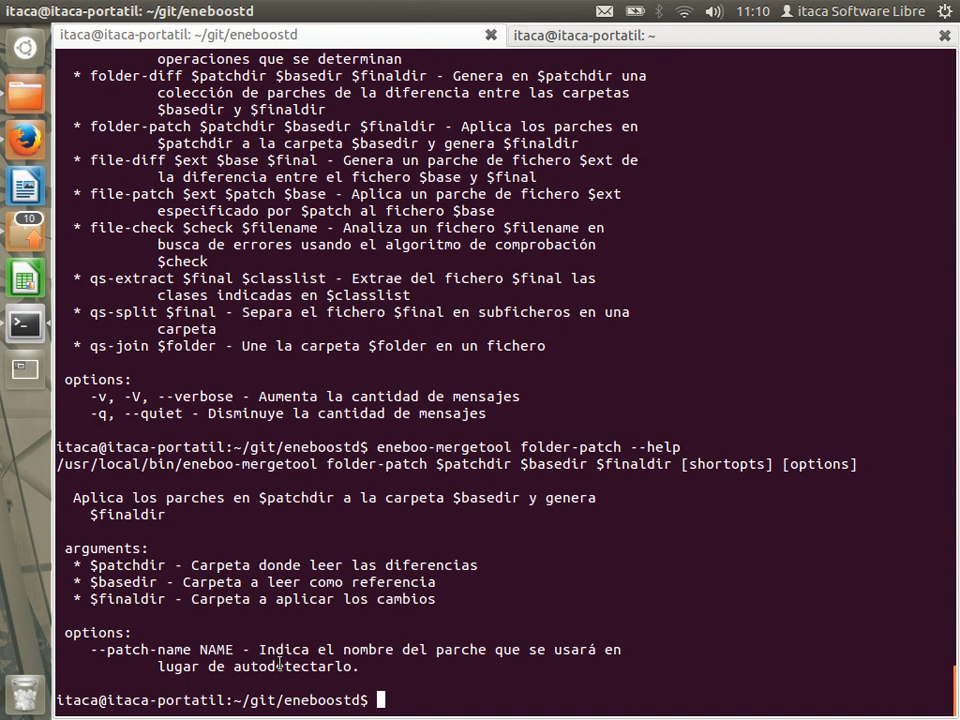 itaca@itaca-portatil: ~/git/eneboostd
11:10 itaca Software Libre
itaca@itaca-portatil: ~/git/eneboostd
itaca@itaca-portatil: ~
operaciones que se determinan
* folder-diff $patchdir $basedir $finaldir - Genera en $patchdir una
colección de parches de la diferencia entre las carpetas
$basedir y $finaldir
* folder-patch $patchdir $basedir $finaldir - Aplica los parches en
$patchdir a la carpeta $basedir y genera $finaldir
* file-diff $ext $base $final - Genera un parche de fichero $ext de
la diferencia entre el fichero $base y $final
* file-patch $ext $patch $base - Aplica un parche de fichero $ext
especificado por $patch al fichero $base
* file-check $check $filename - Analiza un fichero $filename en
busca de errores usando el algoritmo de comprobación
$check
* qs-extract $final $classlist - Extrae del fichero $final las
clases indicadas en $classlist
* qs-split $final - Separa el fichero $final en subficheros en una
carpeta
* qs-join $folder - Une la carpeta $folder en un fichero
options:
-v, -V, --verbose - Aumenta la cantidad de mensajes
-q, --quiet - Disminuye la cantidad de mensajes
itaca@itaca-portatil:~/git/eneboostd$ eneboo-mergetool folder-patch --help
/usr/local/bin/eneboo-mergetool folder-patch $patchdir $basedir $finaldir [shortopts] [options]
Aplica los parches en $patchdir a la carpeta $basedir y genera
$finaldir
arguments:
* $patchdir - Carpeta donde leer las diferencias
* $basedir - Carpeta a leer como referencia
* $finaldir - Carpeta a aplicar los cambios
options:
--patch-name NAME - Indica el nombre del parche que se usará en
lugar de autodetectarlo.
itaca@itaca-portatil:~/git/eneboostd$
10